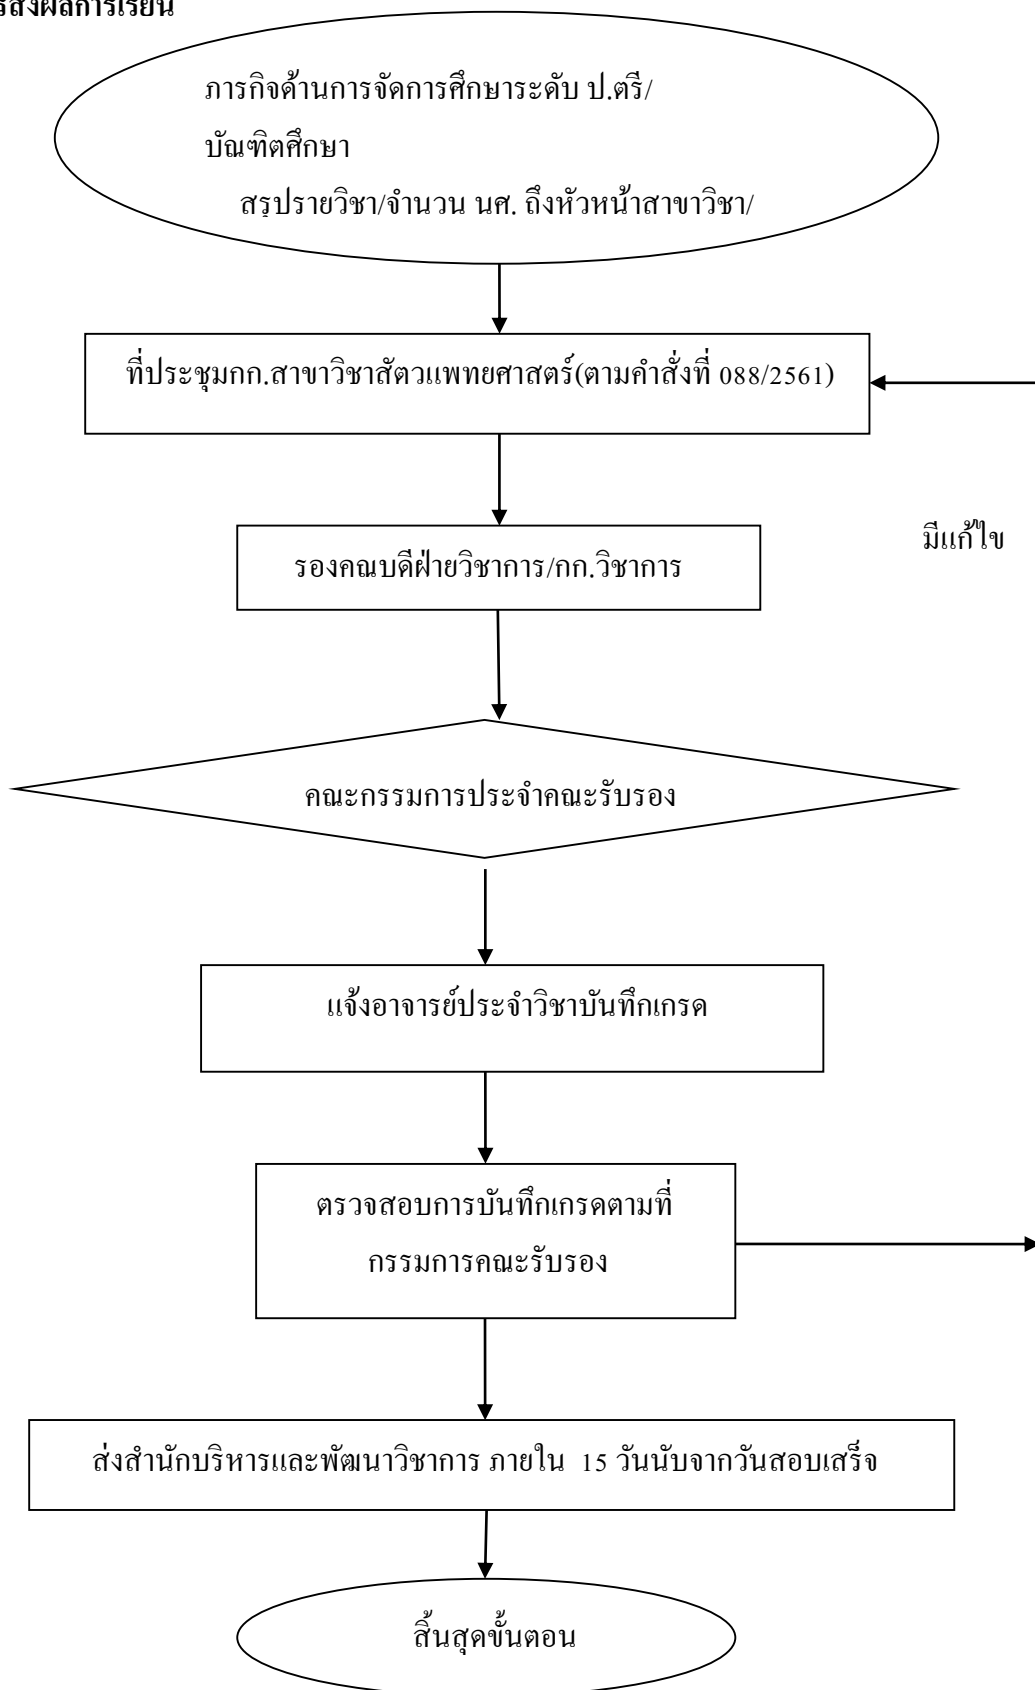 รส่งผลการเรียน
ภารกิจด้านการจัดการศึกษาระดับ ป.ตรี/
บัณฑิตศึกษา
สรุปรายวิชา/จำนวน นศ. ถึงหัวหน้าสาขาวิชา/
ที่ประชุมกก.สาขาวิชาสัตวแพทยศาสตร์(ตามคำสั่งที่ 088/2561)
มีแก้ไข
รองคณบดีฝ่ายวิชาการ/กก.วิชาการ
คณะกรรมการประจำคณะรับรอง
แจ้งอาจารย์ประจำวิชาบันทึกเกรด
ตรวจสอบการบันทึกเกรดตามที่
กรรมการคณะรับรอง
ส่งสำนักบริหารและพัฒนาวิชาการ ภายใน 15 วันนับจากวันสอบเสร็จ
สิ้นสุดขั้นตอน